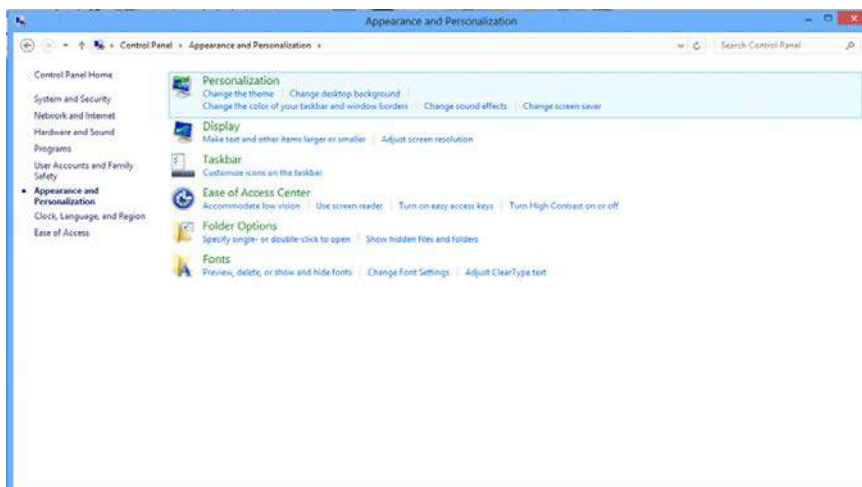 Appearance and Personalization
Control Panel Appearance and Personalization
Search Control Panel
Control Panel Home
System and Security
Network and Internet
Hardware and Sound
Programs
User Accounts and Family
Safety
Appearance and
Personalization
Clock, Language, and Region
Ease of Access
Personalization
Change the theme Change desktop background
Change the color of your taskbar and window borders Change sound effects Change screen saver
Display
Make text and other items larger or smaller Adjust screen resolution
Taskbar
Customize icons on the taskbar
Ease of Access Center
Accommodate low vision Use screen reader Turn on easy access keys Turn High Contrast on or off
Folder Options
Specify single- or double-click to open Show hidden files and folders
Fonts
Preview, delete, or show and hide fonts Change Font Settings Adjust ClearType text